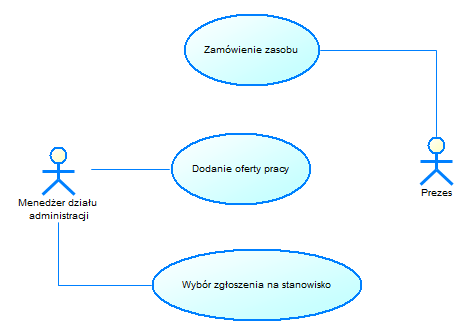 Zamówienie zasobu
Dodanie oferty pracy
Menedżer działu
administracji
Prezes
Wybór zgłoszenia na stanowisko